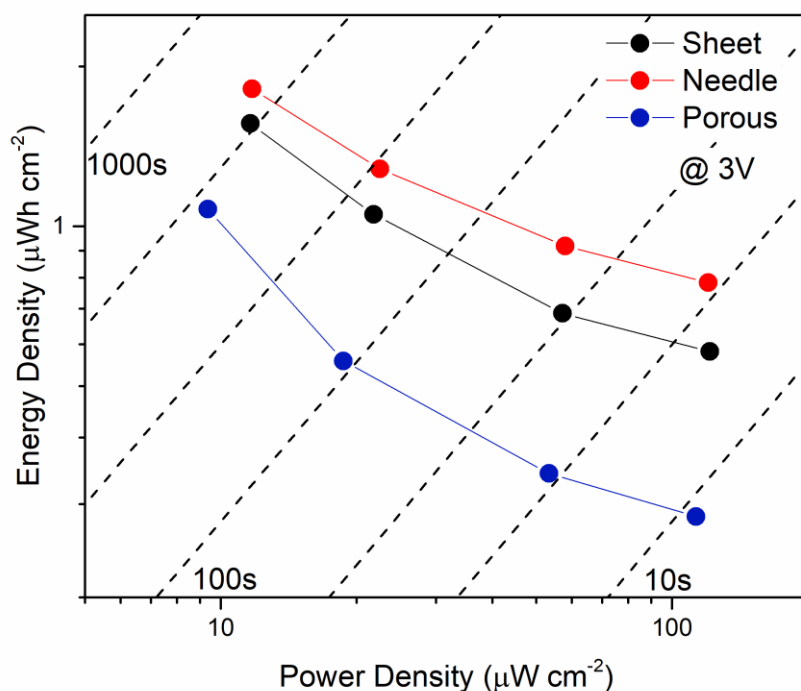 Sheet
Needle
Porous
@ 3V
1000s
100s
10s
1
10
100
Energy Density (μWh cm⁻²)
Power Density (μW cm⁻²)